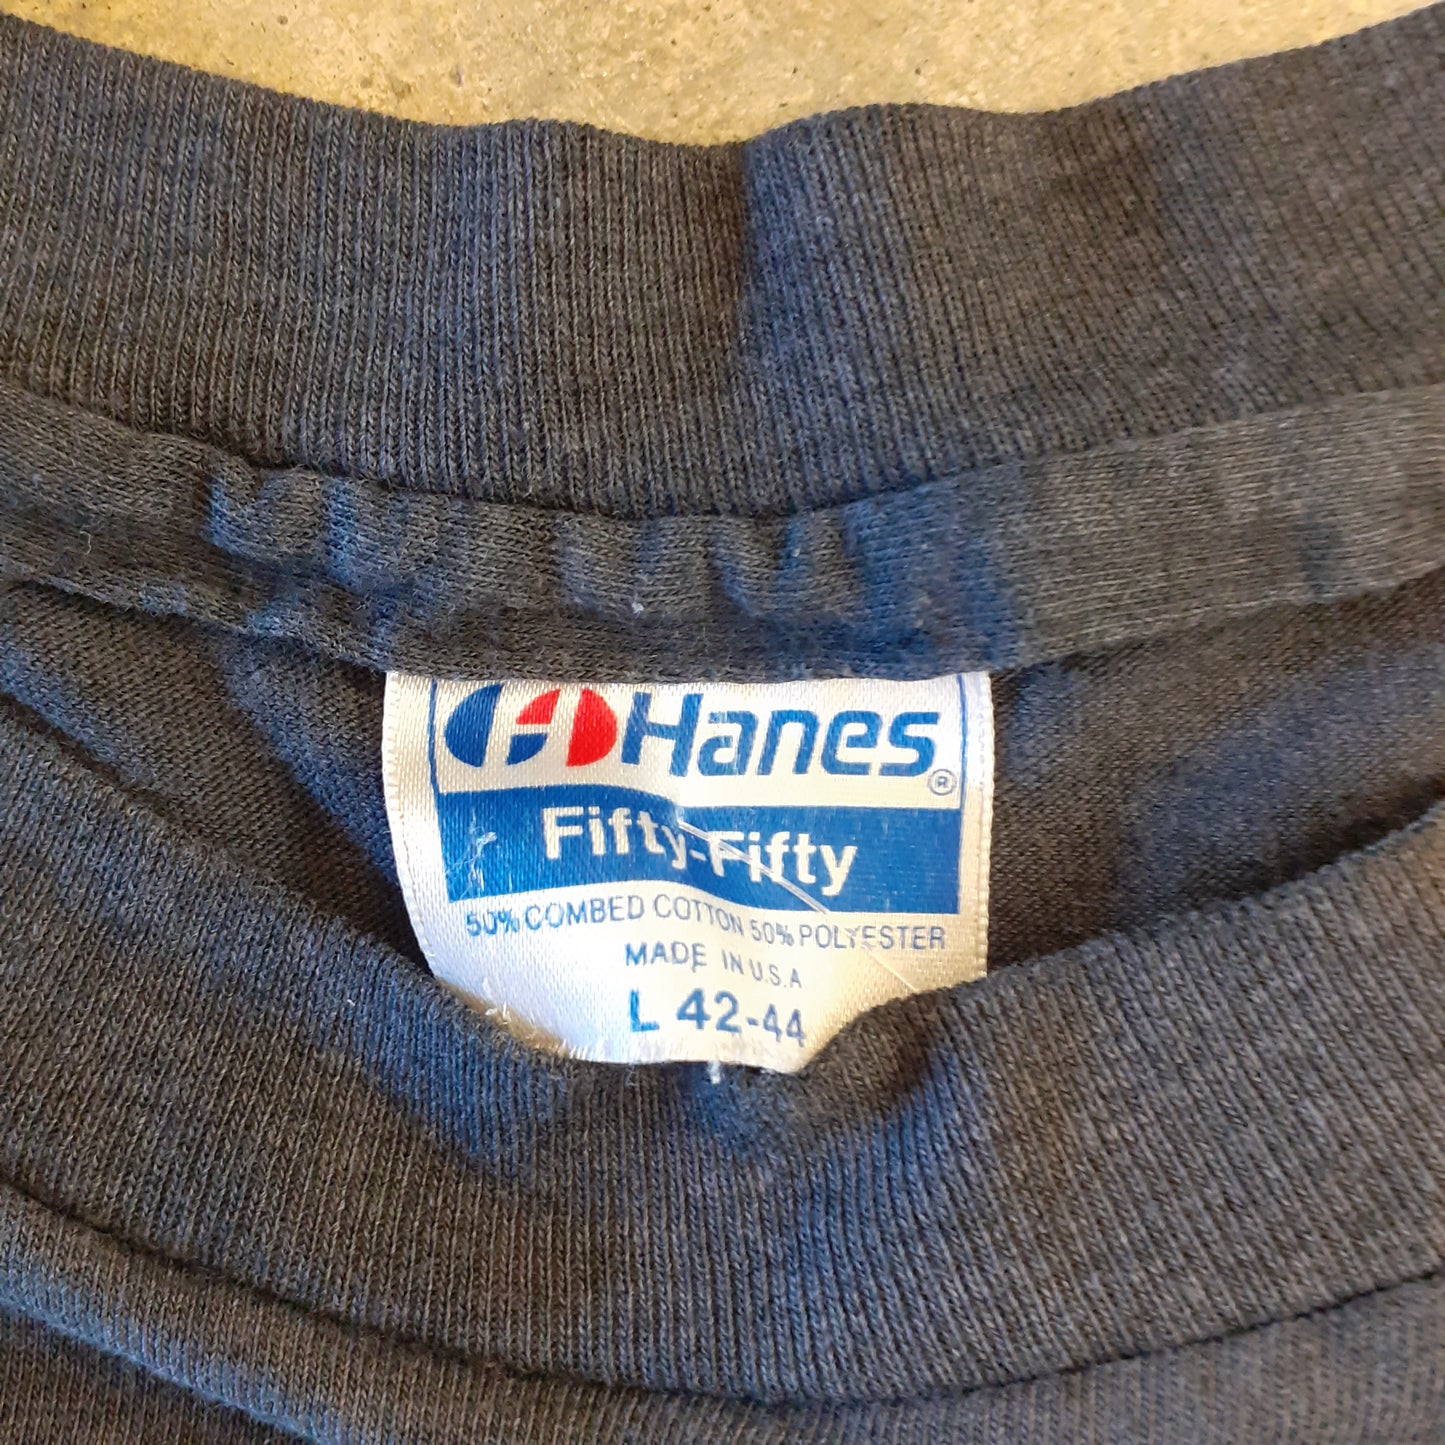 Hanes®
Fifty-Fifty
50% COMBED COTTON 50% POLYESTER
MADE IN U.S.A
L 42-44